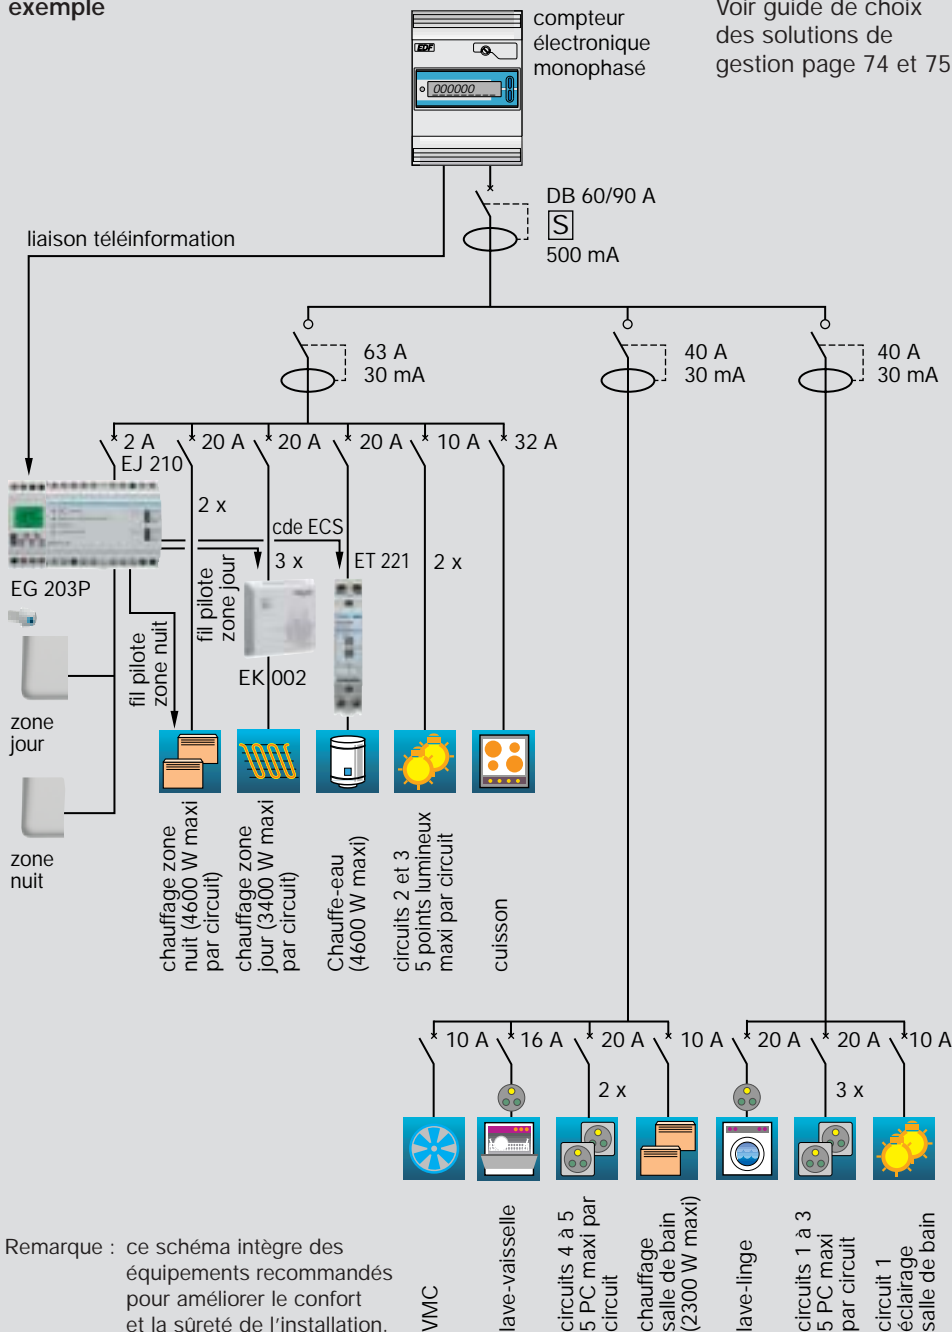 exemple
compteur
électronique
monophasé
Voir guide de choix
des solutions de
gestion page 74 et 75
EDF
000000
DB 60/90 A
S
500 mA
liaison téléinformation
63 A
30 mA
40 A
30 mA
40 A
30 mA
2 A
EJ 210
20 A
20 A
20 A
10 A
32 A
2 x
cde ECS
3 x
ET 221
2 x
EG 203P
fil pilote
zone jour
fil pilote
zone nuit
EK 002
zone
jour
zone
nuit
chauffage zone
nuit (4600 W maxi
par circuit)
chauffage zone
jour (3400 W maxi
par circuit)
Chauffe-eau
(4600 W maxi)
circuits 2 et 3
5 points lumineux
maxi par circuit
cuisson
10 A
16 A
20 A
10 A
20 A
20 A
10 A
2 x
3 x
VMC
lave-vaisselle
circuits 4 à 5
5 PC maxi par
circuit
chauffage
salle de bain
(2300 W maxi)
lave-linge
circuits 1 à 3
5 PC maxi
par circuit
circuit 1
éclairage
salle de bain
Remarque : ce schéma intègre des
équipements recommandés
pour améliorer le confort
et la sûreté de l'installation.